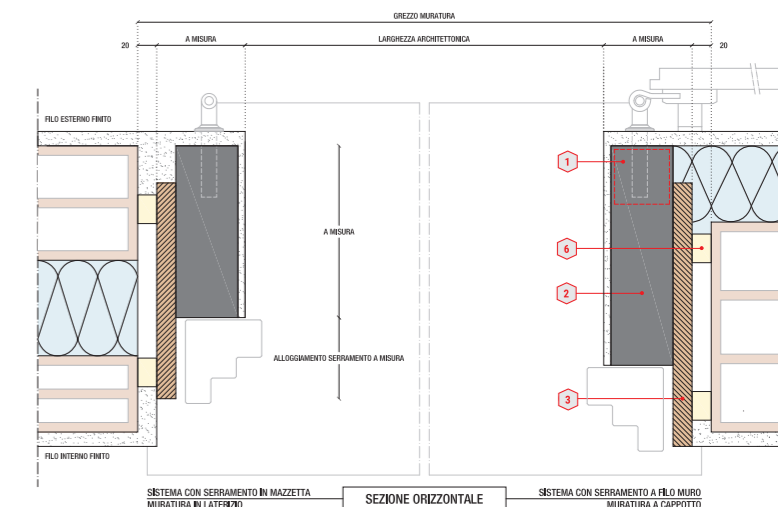 GREZZO MURATURA
20
A MISURA
LARGHEZZA ARCHITETTONICA
A MISURA
20
FILO ESTERNO FINITO
1
A MISURA
6
2
ALLOGGIAMENTO SERRAMENTO A MISURA
3
FILO INTERNO FINITO
SISTEMA CON SERRAMENTO IN MAZZETTA
MURATURA IN LATERIZIO
SEZIONE ORIZZONTALE
SISTEMA CON SERRAMENTO A FILO MURO
MURATURA A CAPPOTTO